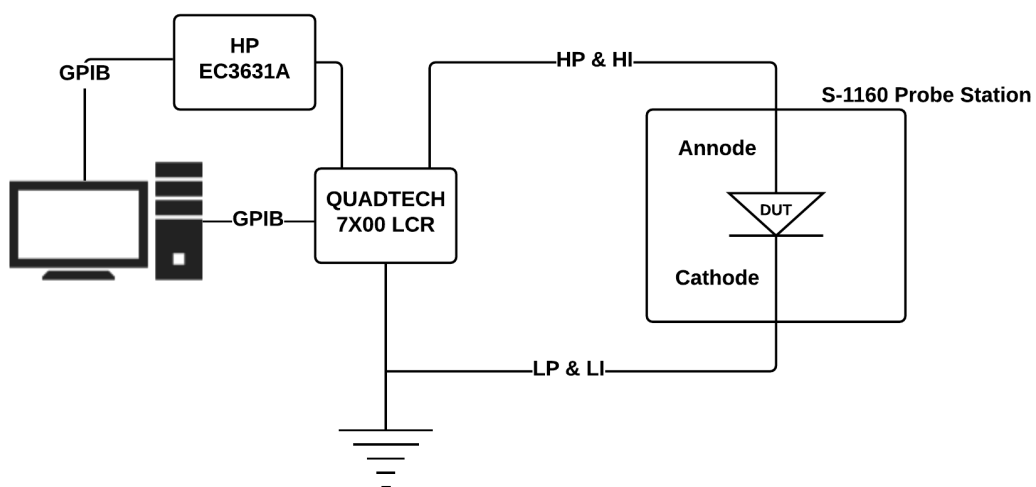 HP
EC3631A
GPIB
HP & HI
S-1160 Probe Station
Annode
QUADTECH
7X00 LCR
GPIB
DUT
Cathode
LP & LI